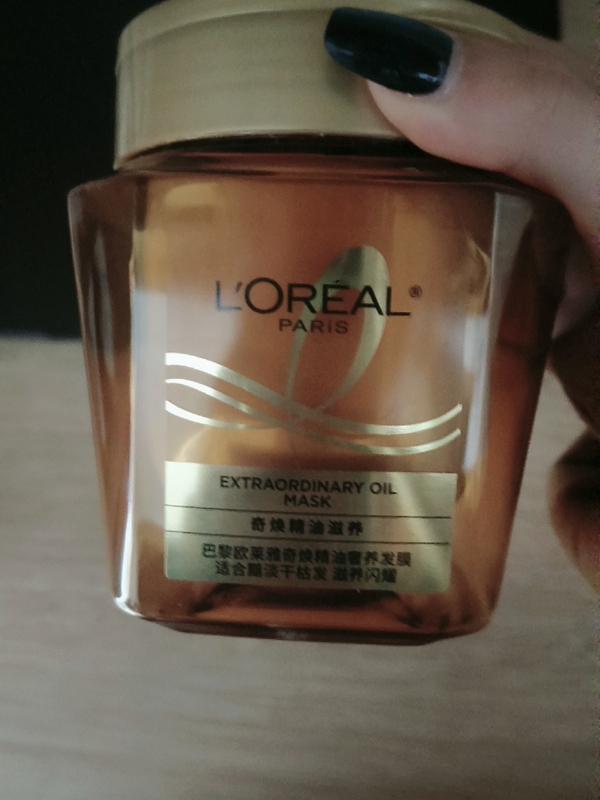 L'ORÉAL®
PARIS
EXTRAORDINARY OIL
MASK
奇焕精油滋养
巴黎欧莱雅奇焕精油奢养发膜
适合黯淡干枯发 滋养闪耀